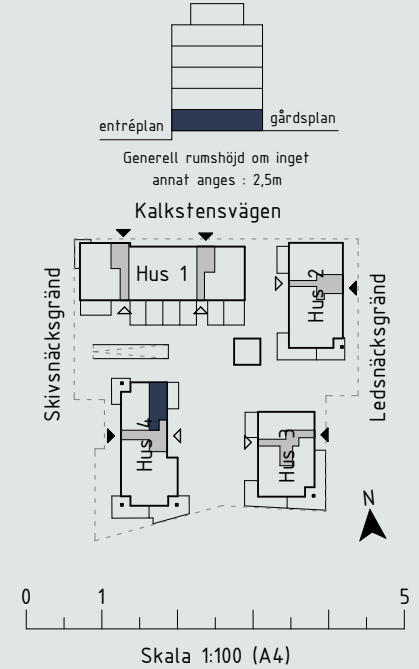 entréplan
gårdsplan
Generell rumshöjd om inget
annat anges : 2,5m
Kalkstensvägen
Hus 1
Hus 2
Skivsnäcksgränd
Ledsnäcksgränd
Hus 4
Hus 3
N
0 1 5
Skala 1:100 (A4)